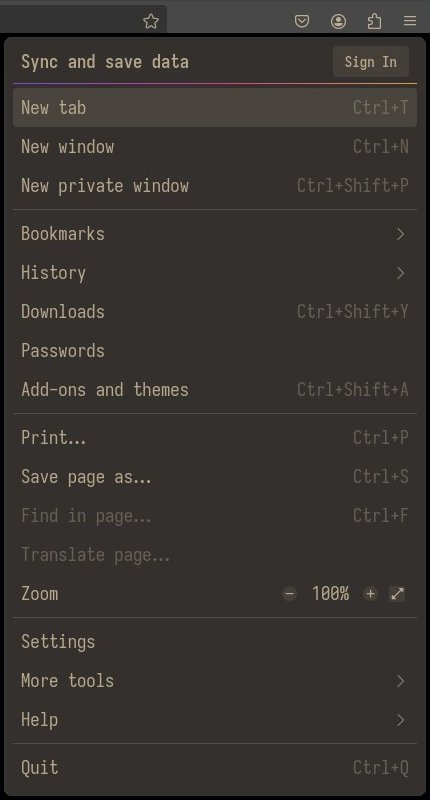 Sync and save data Sign In
New tab Ctrl+T
New window Ctrl+N
New private window Ctrl+Shift+P
Bookmarks
History
Downloads Ctrl+Shift+Y
Passwords
Add-ons and themes Ctrl+Shift+A
Print... Ctrl+P
Save page as... Ctrl+S
Find in page... Ctrl+F
Translate page...
Zoom − 100% +
Settings
More tools
Help
Quit Ctrl+Q